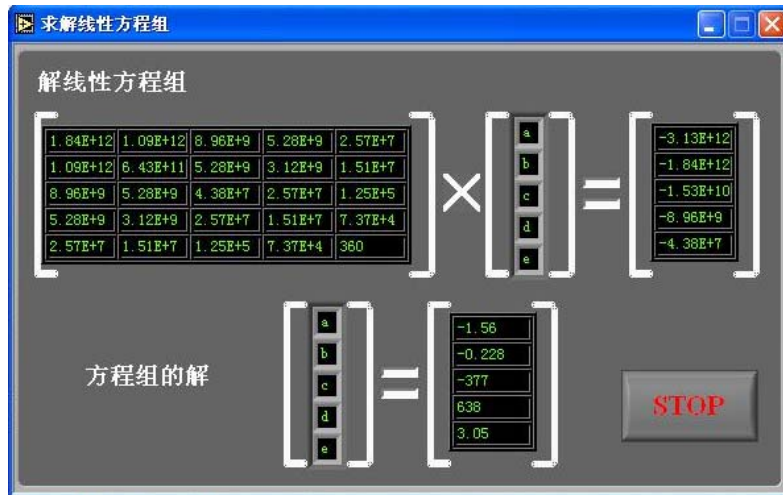 求解线性方程组
解线性方程组
1.84E+12 1.09E+12 8.96E+9 5.28E+9 2.57E+7
1.09E+12 6.43E+11 5.28E+9 3.12E+9 1.51E+7
8.96E+9 5.28E+9 4.38E+7 2.57E+7 1.25E+5
5.28E+9 3.12E+9 2.57E+7 1.51E+7 7.37E+4
2.57E+7 1.51E+7 1.25E+5 7.37E+4 360
×
a
b
c
d
e
=
-3.13E+12
-1.84E+12
-1.53E+10
-8.96E+9
-4.38E+7
方程组的解
a
b
c
d
e
=
-1.56
-0.228
-377
638
3.05
STOP